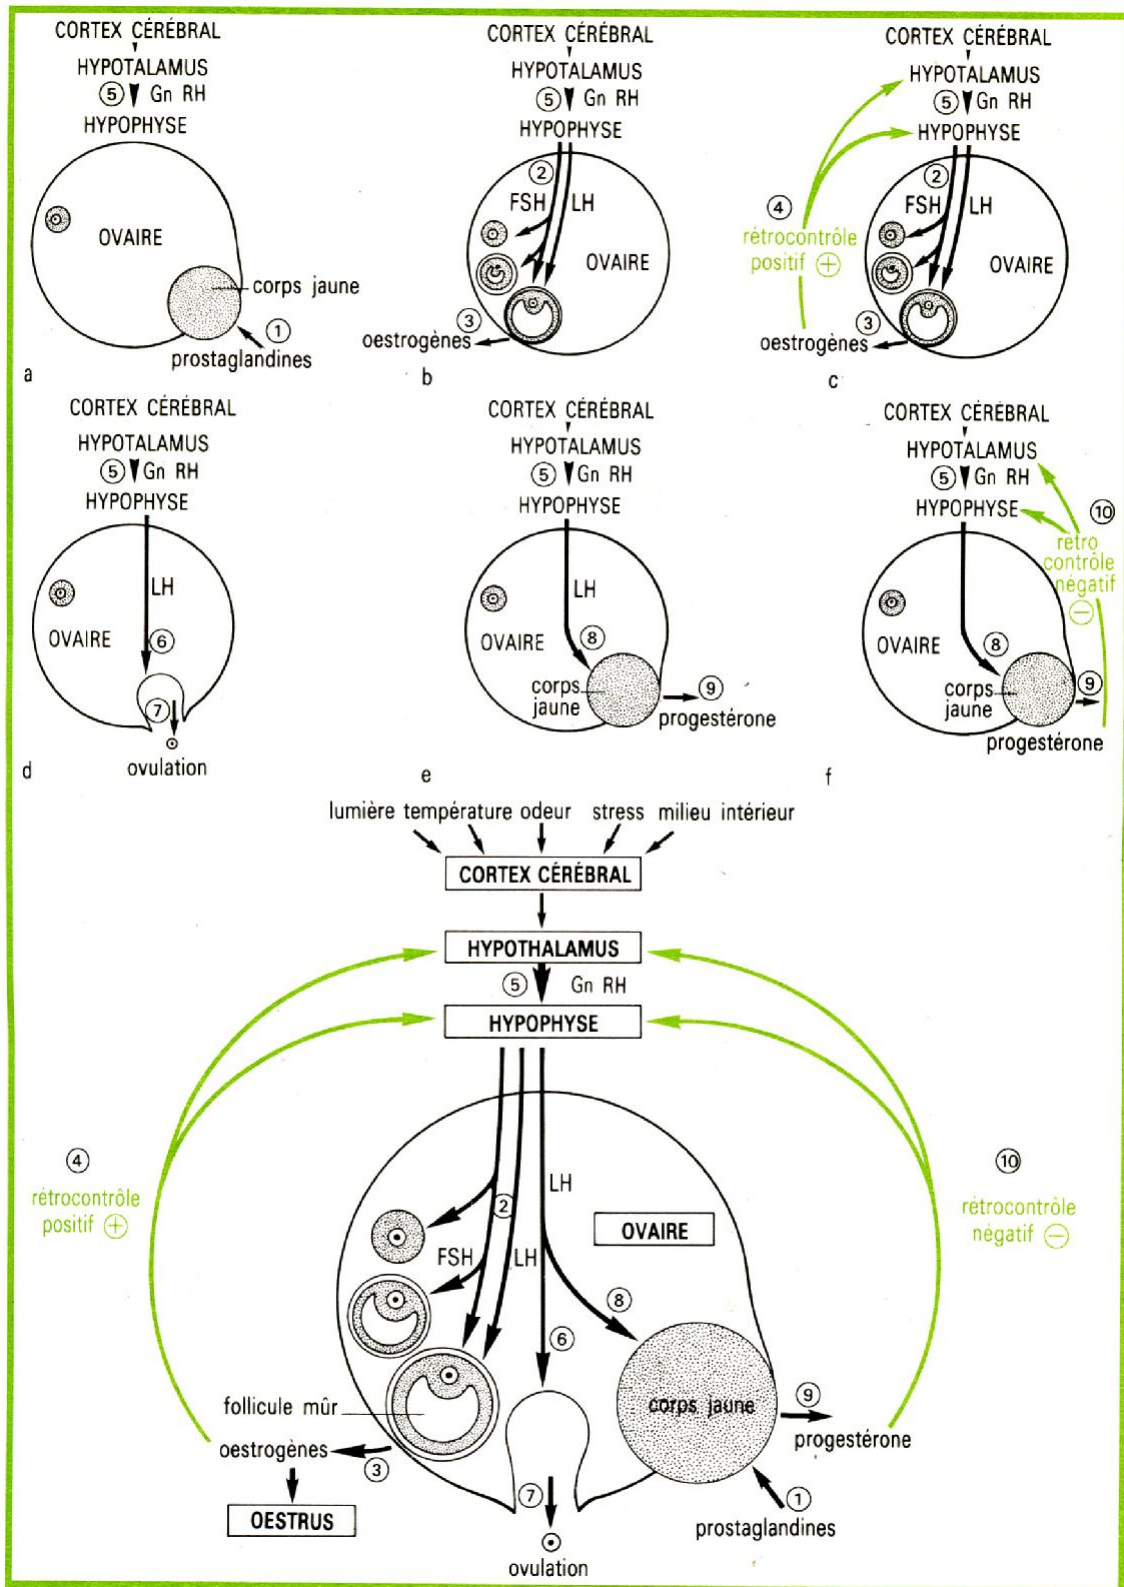 CORTEX CÉRÉBRAL
HYPOTALAMUS
⑤ Gn RH
HYPOPHYSE
OVAIRE
corps jaune
①
prostaglandines
a
CORTEX CÉRÉBRAL
HYPOTALAMUS
⑤ Gn RH
HYPOPHYSE
②
FSH LH
OVAIRE
③
oestrogènes
b
CORTEX CÉRÉBRAL
HYPOTALAMUS
⑤ Gn RH
HYPOPHYSE
②
FSH LH
④
rétrocontrôle
positif ⊕
OVAIRE
③
oestrogènes
c
CORTEX CÉRÉBRAL
HYPOTALAMUS
⑤ Gn RH
HYPOPHYSE
LH
OVAIRE
⑥
⑦
ovulation
d
CORTEX CÉRÉBRAL
HYPOTALAMUS
⑤ Gn RH
HYPOPHYSE
LH
OVAIRE
⑧
corps
jaune
⑨
progestérone
e
CORTEX CÉRÉBRAL
HYPOTALAMUS
⑤ Gn RH
HYPOPHYSE
⑩
rétro
contrôle
négatif
⊖
OVAIRE
⑧
corps
jaune
⑨
progestérone
f
lumière température odeur stress milieu intérieur
CORTEX CÉRÉBRAL
HYPOTHALAMUS
⑤ Gn RH
HYPOPHYSE
④
rétrocontrôle
positif ⊕
⑩
rétrocontrôle
négatif ⊖
②
LH
OVAIRE
FSH LH
⑧
⑥
follicule mûr
corps jaune
⑨
progestérone
oestrogènes
③
⑦
①
prostaglandines
OESTRUS
ovulation